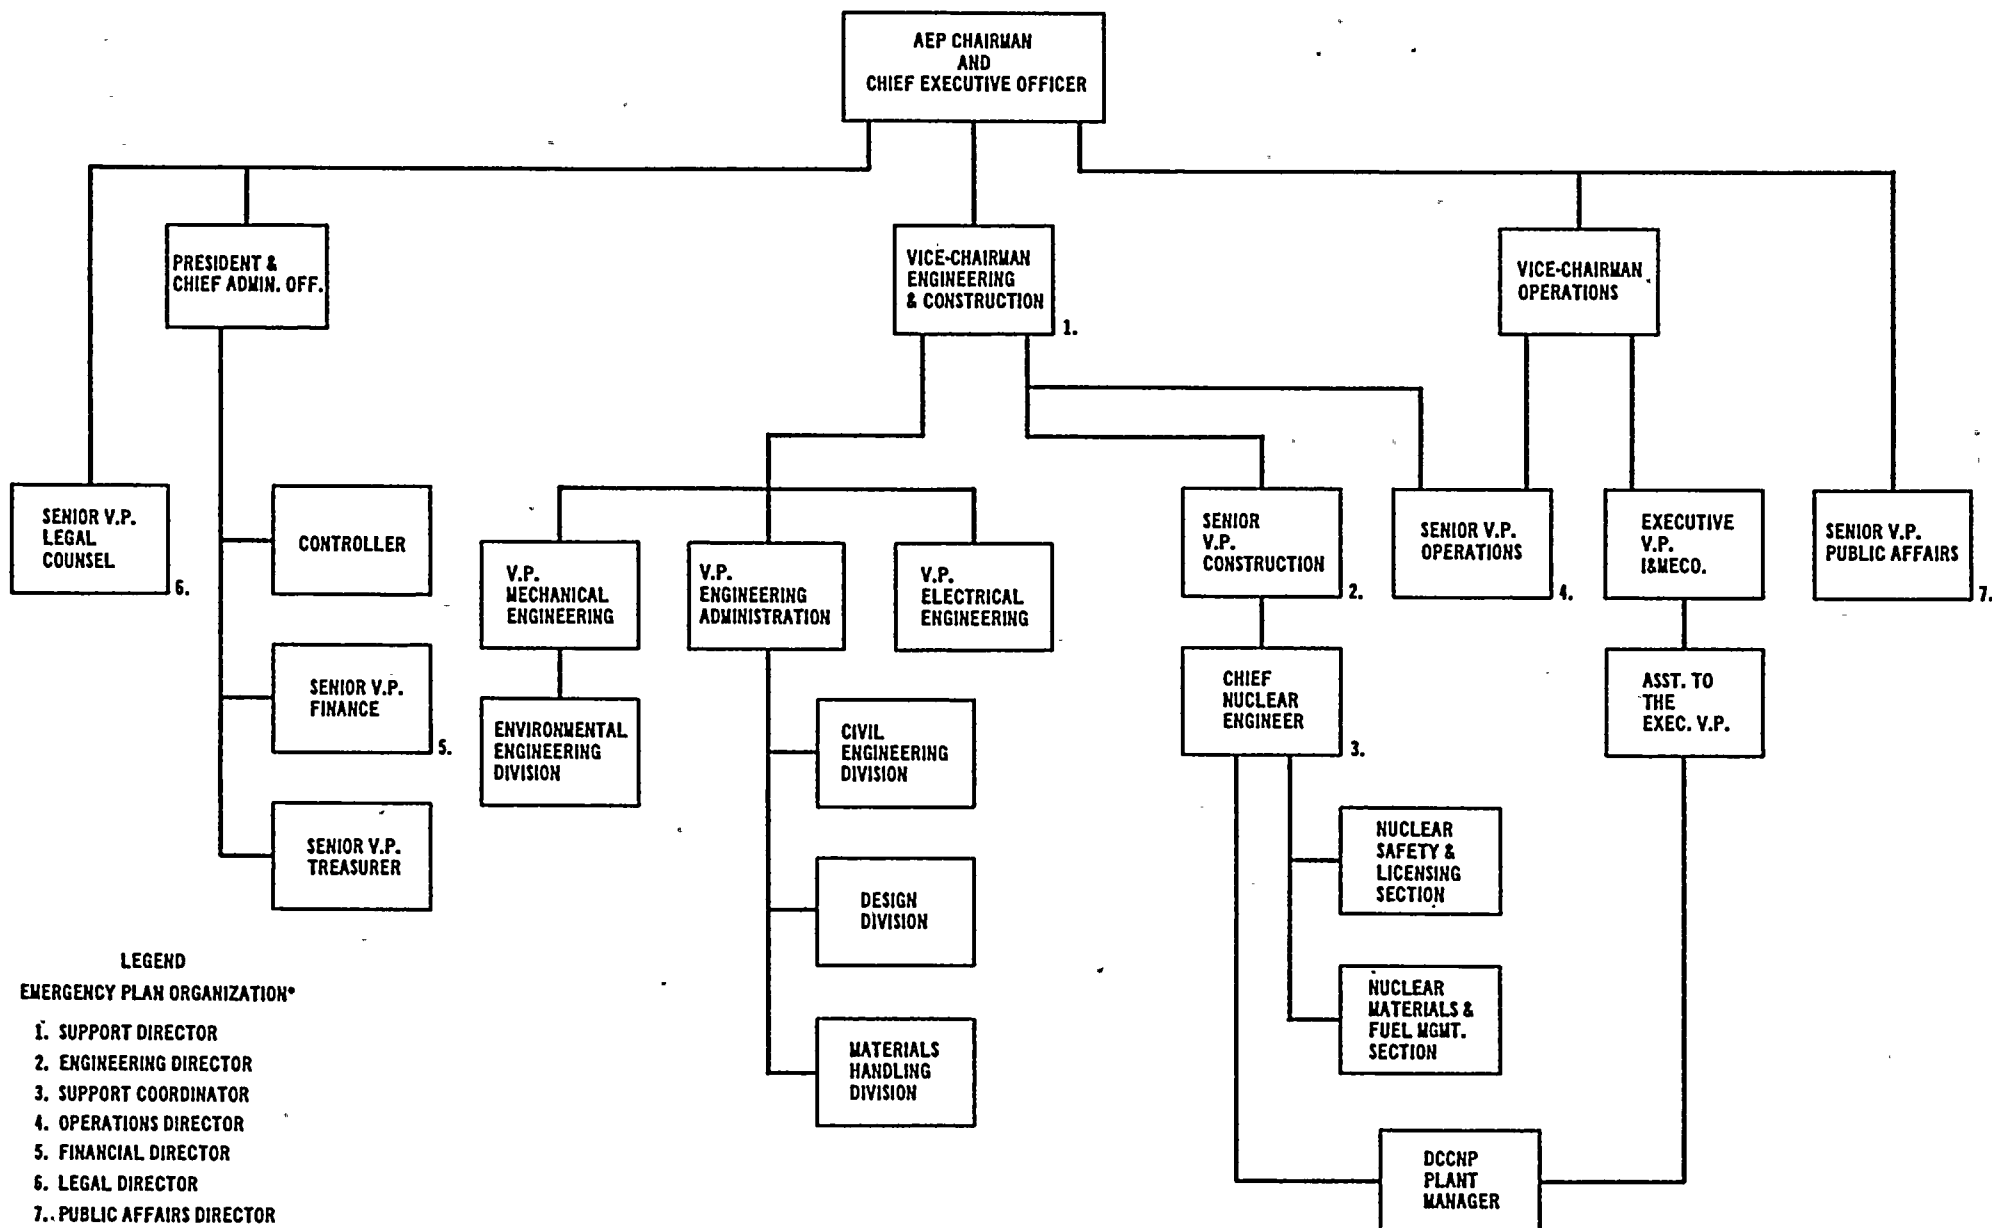 AEP CHAIRMAN
AND
CHIEF EXECUTIVE OFFICER
PRESIDENT &
CHIEF ADMIN. OFF.
VICE-CHAIRMAN
ENGINEERING
& CONSTRUCTION
1.
VICE-CHAIRMAN
OPERATIONS
SENIOR V.P.
LEGAL
COUNSEL
6.
CONTROLLER
SENIOR V.P.
FINANCE
5.
SENIOR V.P.
TREASURER
V.P.
MECHANICAL
ENGINEERING
V.P.
ENGINEERING
ADMINISTRATION
V.P.
ELECTRICAL
ENGINEERING
ENVIRONMENTAL
ENGINEERING
DIVISION
CIVIL
ENGINEERING
DIVISION
DESIGN
DIVISION
MATERIALS
HANDLING
DIVISION
SENIOR
V.P.
CONSTRUCTION
2.
SENIOR V.P.
OPERATIONS
4.
EXECUTIVE
V.P.
I&MECO.
SENIOR V.P.
PUBLIC AFFAIRS
7.
CHIEF
NUCLEAR
ENGINEER
3.
ASST. TO
THE
EXEC. V.P.
NUCLEAR
SAFETY &
LICENSING
SECTION
NUCLEAR
MATERIALS &
FUEL MGMT.
SECTION
DCCNP
PLANT
MANAGER
LEGEND
EMERGENCY PLAN ORGANIZATION*
1. SUPPORT DIRECTOR
2. ENGINEERING DIRECTOR
3. SUPPORT COORDINATOR
4. OPERATIONS DIRECTOR
5. FINANCIAL DIRECTOR
6. LEGAL DIRECTOR
7. PUBLIC AFFAIRS DIRECTOR